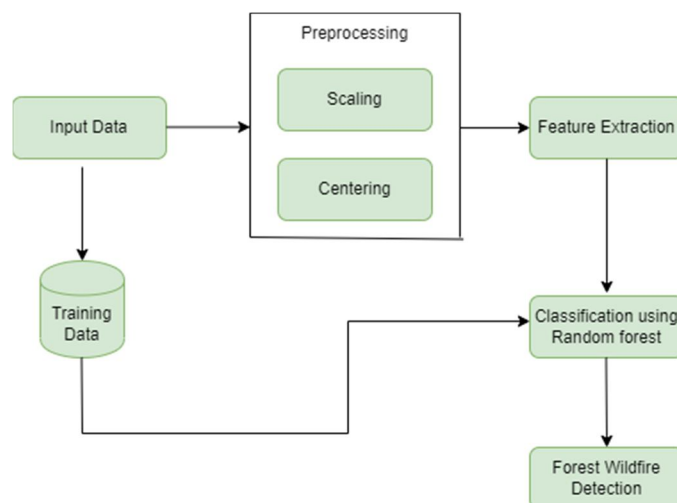 Preprocessing
Scaling
Input Data
Feature Extraction
Centering
Training
Data
Classification using
Random forest
Forest Wildfire
Detection